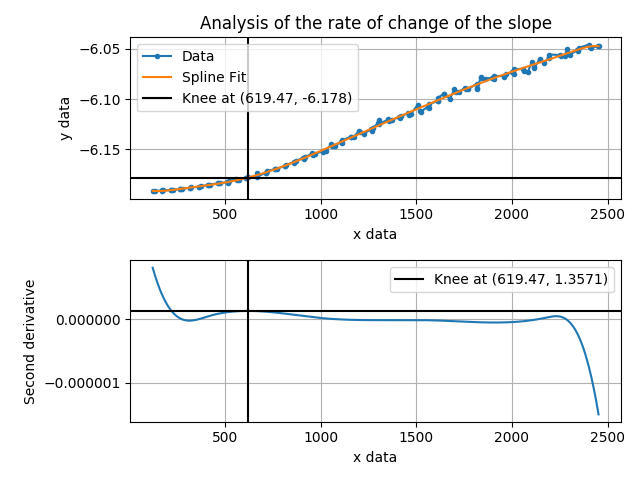 Analysis of the rate of change of the slope
−6.05
−6.10
−6.15
y data
Data
Spline Fit
Knee at (619.47, -6.178)
500
1000
1500
2000
2500
x data
Knee at (619.47, 1.3571)
0.000000
−0.000001
Second derivative
500
1000
1500
2000
2500
x data